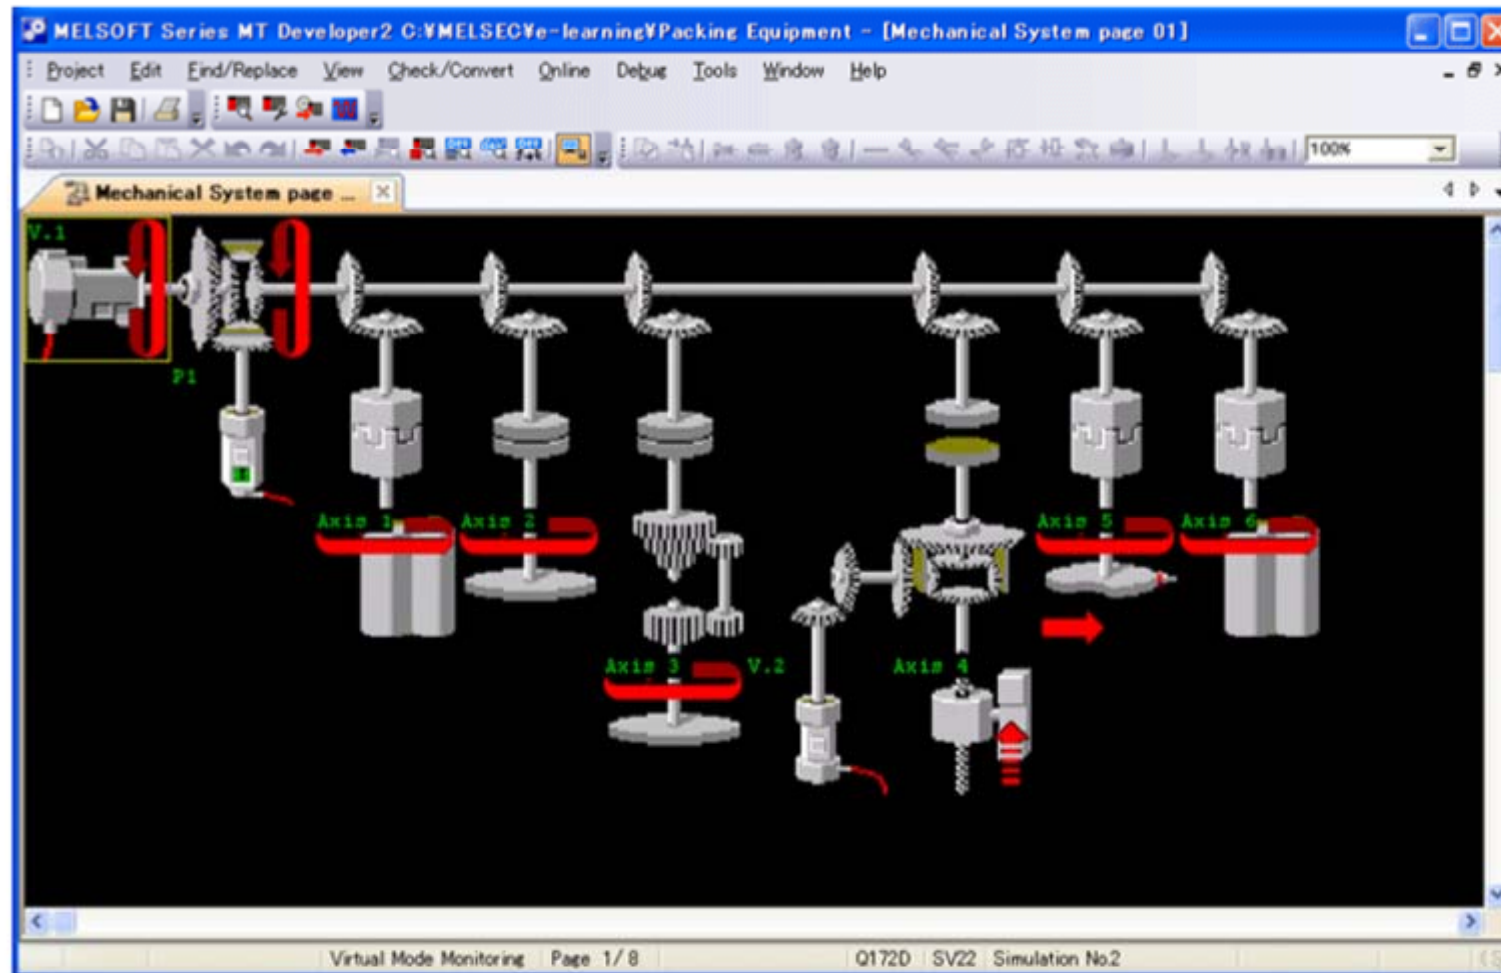 MELSOFT Series MT Developer2 C:¥MELSEC¥e-learning¥Packing Equipment - [Mechanical System page 01]
Project Edit Find/Replace View Check/Convert Online Debug Tools Window Help
100%
Mechanical System page ...
V.1
P1
Axis 1 Axis 2 Axis 5 Axis 6
Axis 3 V.2 Axis 4
Virtual Mode Monitoring Page 1/8 Q172D SV22 Simulation No.2